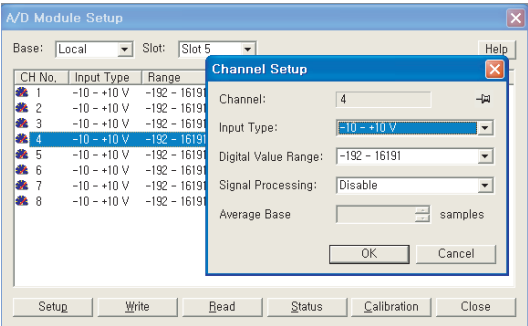 A/D Module Setup
Base: Local Slot: Slot 5 Help
CH No. Input Type Range
1 -10 - +10 V -192 - 16191
2 -10 - +10 V -192 - 16191
3 -10 - +10 V -192 - 16191
4 -10 - +10 V -192 - 16191
5 -10 - +10 V -192 - 16191
6 -10 - +10 V -192 - 16191
7 -10 - +10 V -192 - 16191
8 -10 - +10 V -192 - 16191
Channel Setup
Channel: 4
Input Type: -10 - +10 V
Digital Value Range: -192 - 16191
Signal Processing: Disable
Average Base samples
OK Cancel
Setup Write Read Status Calibration Close